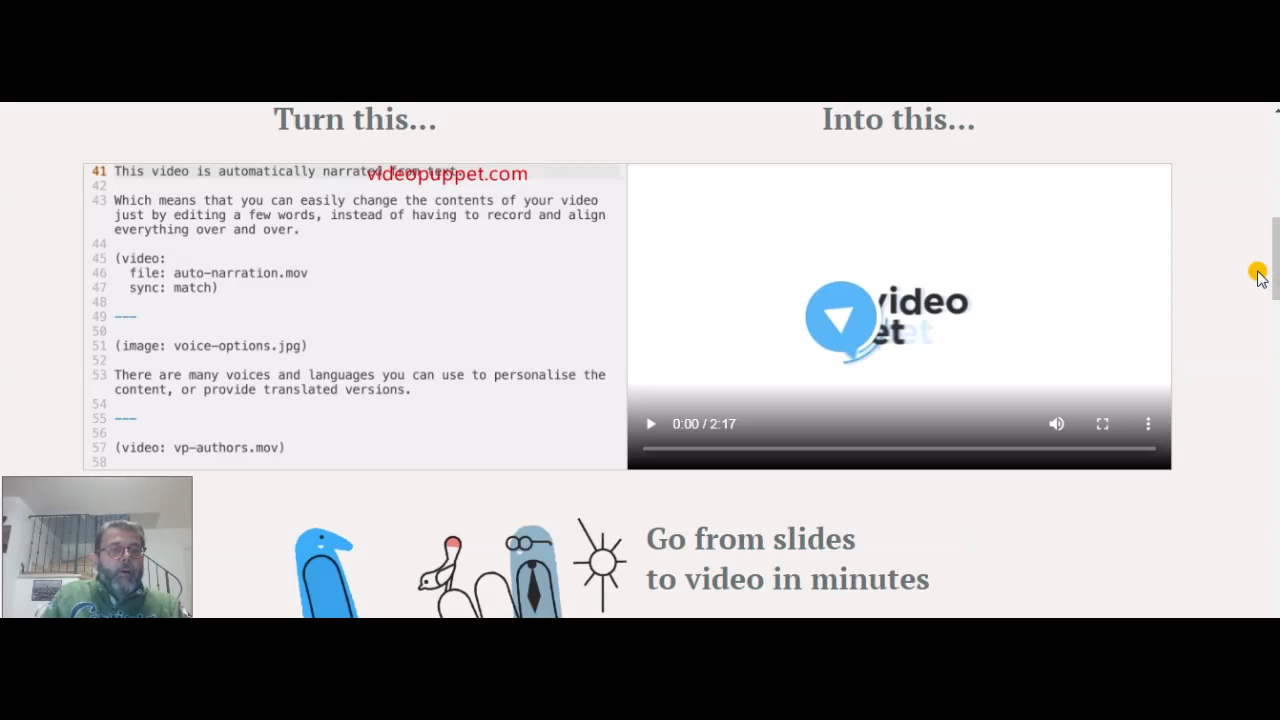 Turn this...
Into this...
41 This video is automatically narrated from text.
videopuppet.com
42
43 Which means that you can easily change the contents of your video
just by editing a few words, instead of having to record and align
everything over and over.
44
45 (video:
46 file: auto-narration.mov
47 sync: match)
48
49 ---
50
51 (image: voice-options.jpg)
52
53 There are many voices and languages you can use to personalise the
content, or provide translated versions.
54
55 ---
56
57 (video: vp-authors.mov)
58
video
et
0:00 / 2:17
Go from slides
to video in minutes